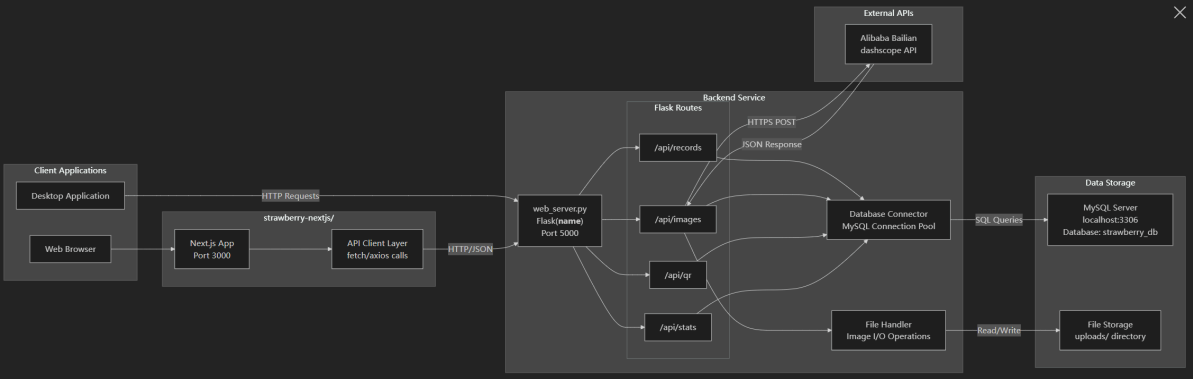 External APIs
Alibaba Bailian
dashscope API
Backend Service
Flask Routes
HTTPS POST
JSON Response
/api/records
Client Applications
Desktop Application
HTTP Requests
Web Browser
strawberry-nextjs/
Next.js App
Port 3000
API Client Layer
fetch/axios calls
HTTP/JSON
web_server.py
Flask(name)
Port 5000
/api/images
/api/qr
/api/stats
Database Connector
MySQL Connection Pool
File Handler
Image I/O Operations
SQL Queries
Read/Write
Data Storage
MySQL Server
localhost:3306
Database: strawberry_db
File Storage
uploads/ directory